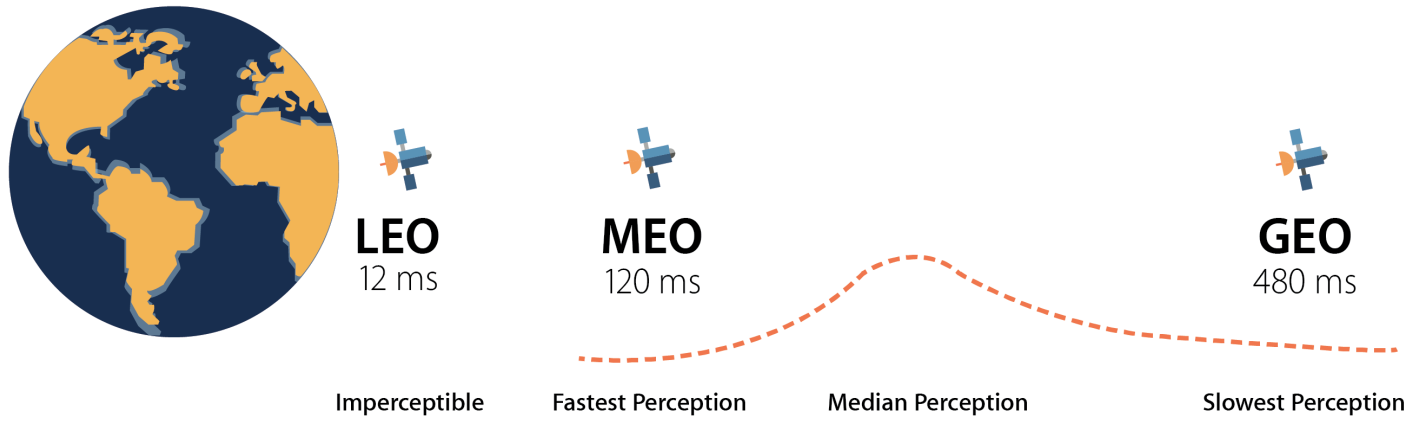 LEO
12 ms
MEO
120 ms
GEO
480 ms
Imperceptible
Fastest Perception
Median Perception
Slowest Perception